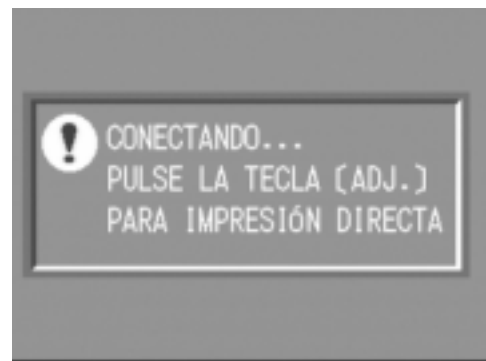 CONECTANDO...
PULSE LA TECLA (ADJ.)
PARA IMPRESIÓN DIRECTA